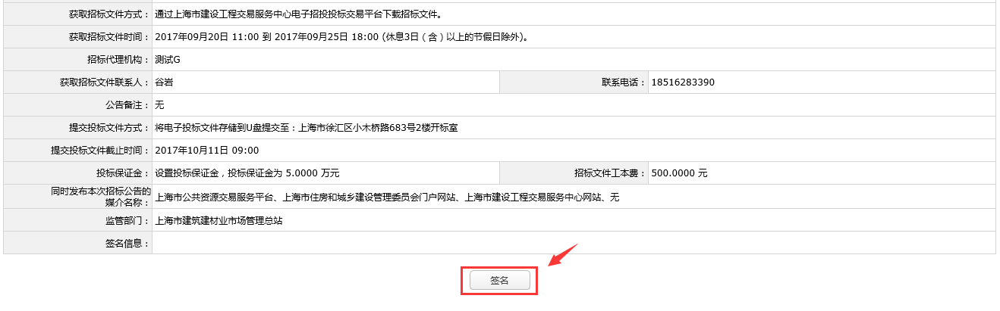 获取招标文件方式： 通过上海市建设工程交易服务中心电子招投投标交易平台下载招标文件。
获取招标文件时间： 2017年09月20日 11:00 到 2017年09月25日 18:00 (休息3日（含）以上的节假日除外)。
招标代理机构： 测试G
获取招标文件联系人： 谷岩 联系电话： 18516283390
公告备注： 无
提交投标文件方式： 将电子投标文件存储到U盘提交至：上海市徐汇区小木桥路683号2楼开标室
提交投标文件截止时间： 2017年10月11日 09:00
投标保证金： 设置投标保证金，投标保证金为 5.0000 万元 招标文件工本费： 500.0000 元
同时发布本次招标公告的
媒介名称： 上海市公共资源交易服务平台、上海市住房和城乡建设管理委员会门户网站、上海市建设工程交易服务中心网站、无
监管部门： 上海市建筑建材业市场管理总站
签名信息：
签名